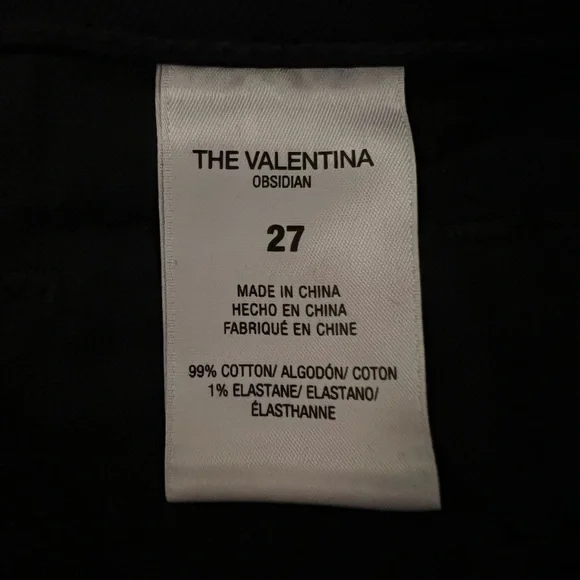 THE VALENTINA
OBSIDIAN
27
MADE IN CHINA
HECHO EN CHINA
FABRIQUÉ EN CHINE
99% COTTON/ ALGODÓN/ COTON
1% ELASTANE/ ELASTANO/
ÉLASTHANNE